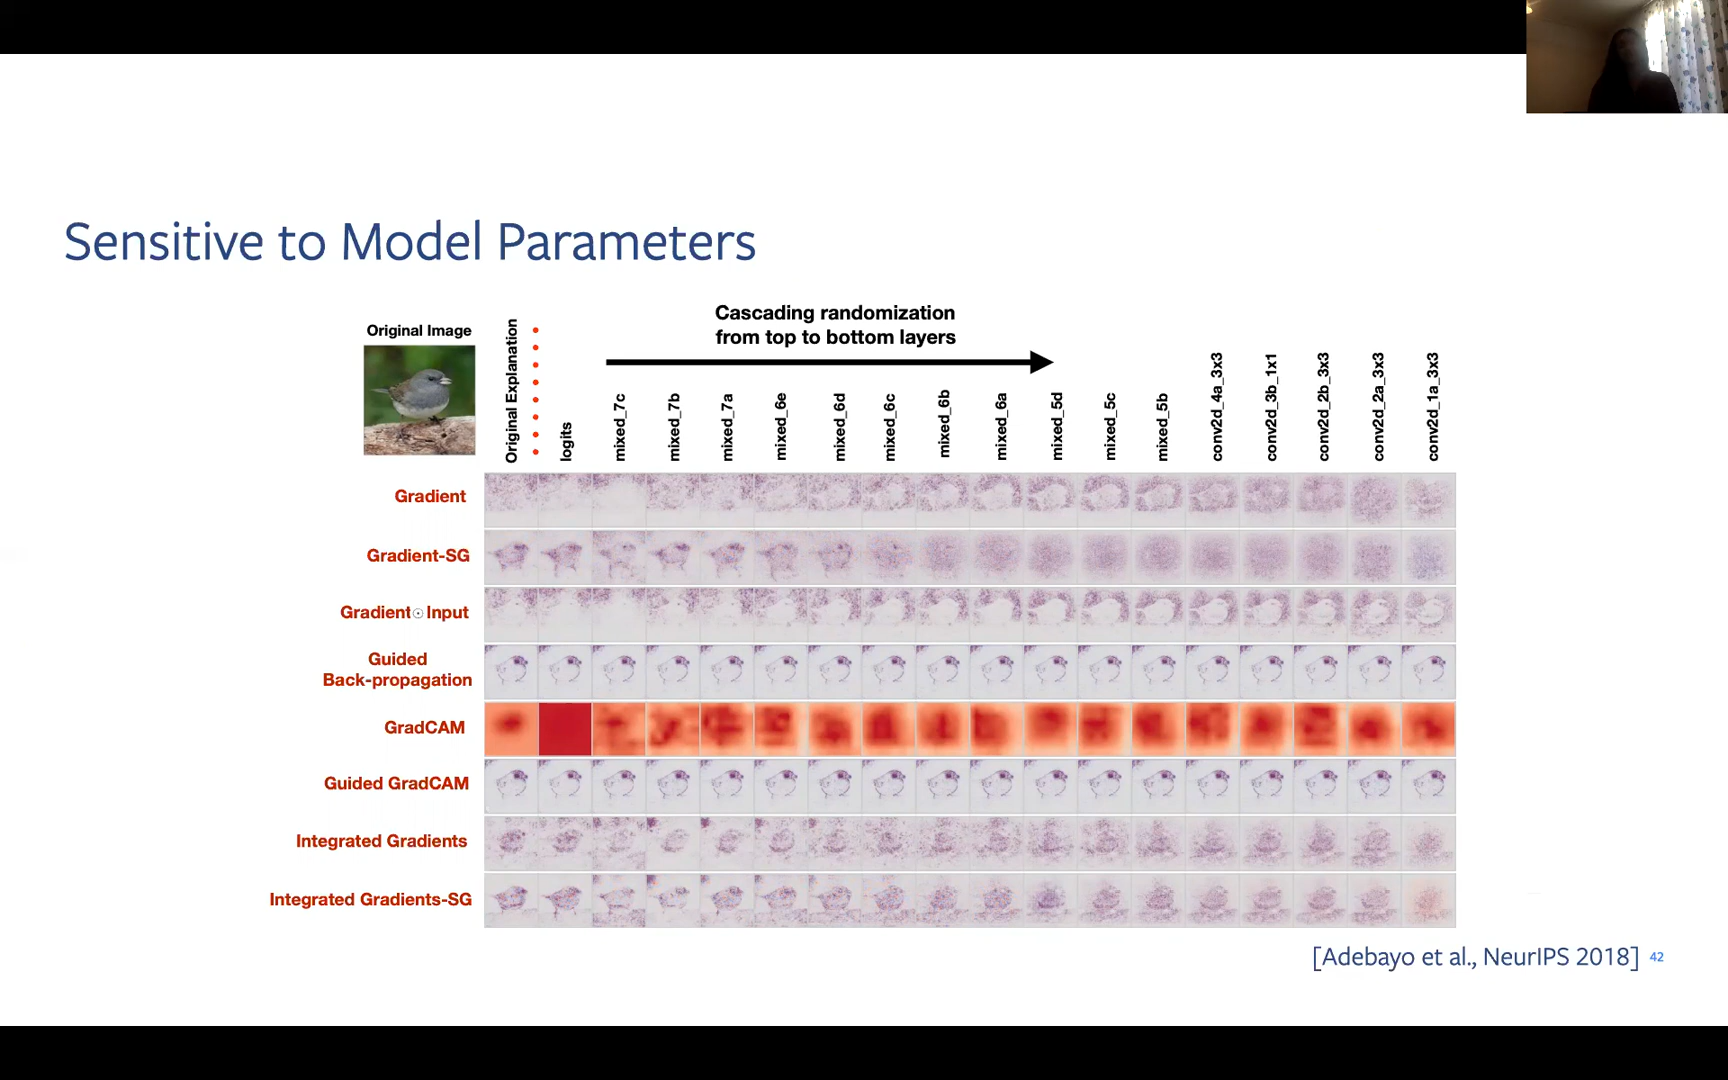 Sensitive to Model Parameters
Cascading randomization
from top to bottom layers
Original Image
Original Explanation
logits
mixed_7c
mixed_7b
mixed_7a
mixed_6e
mixed_6d
mixed_6c
mixed_6b
mixed_6a
mixed_5d
mixed_5c
mixed_5b
conv2d_4a_3x3
conv2d_3b_1x1
conv2d_2b_3x3
conv2d_2a_3x3
conv2d_1a_3x3
Gradient
Gradient-SG
Gradient⊙Input
Guided
Back-propagation
GradCAM
Guided GradCAM
Integrated Gradients
Integrated Gradients-SG
[Adebayo et al., NeurIPS 2018] 42